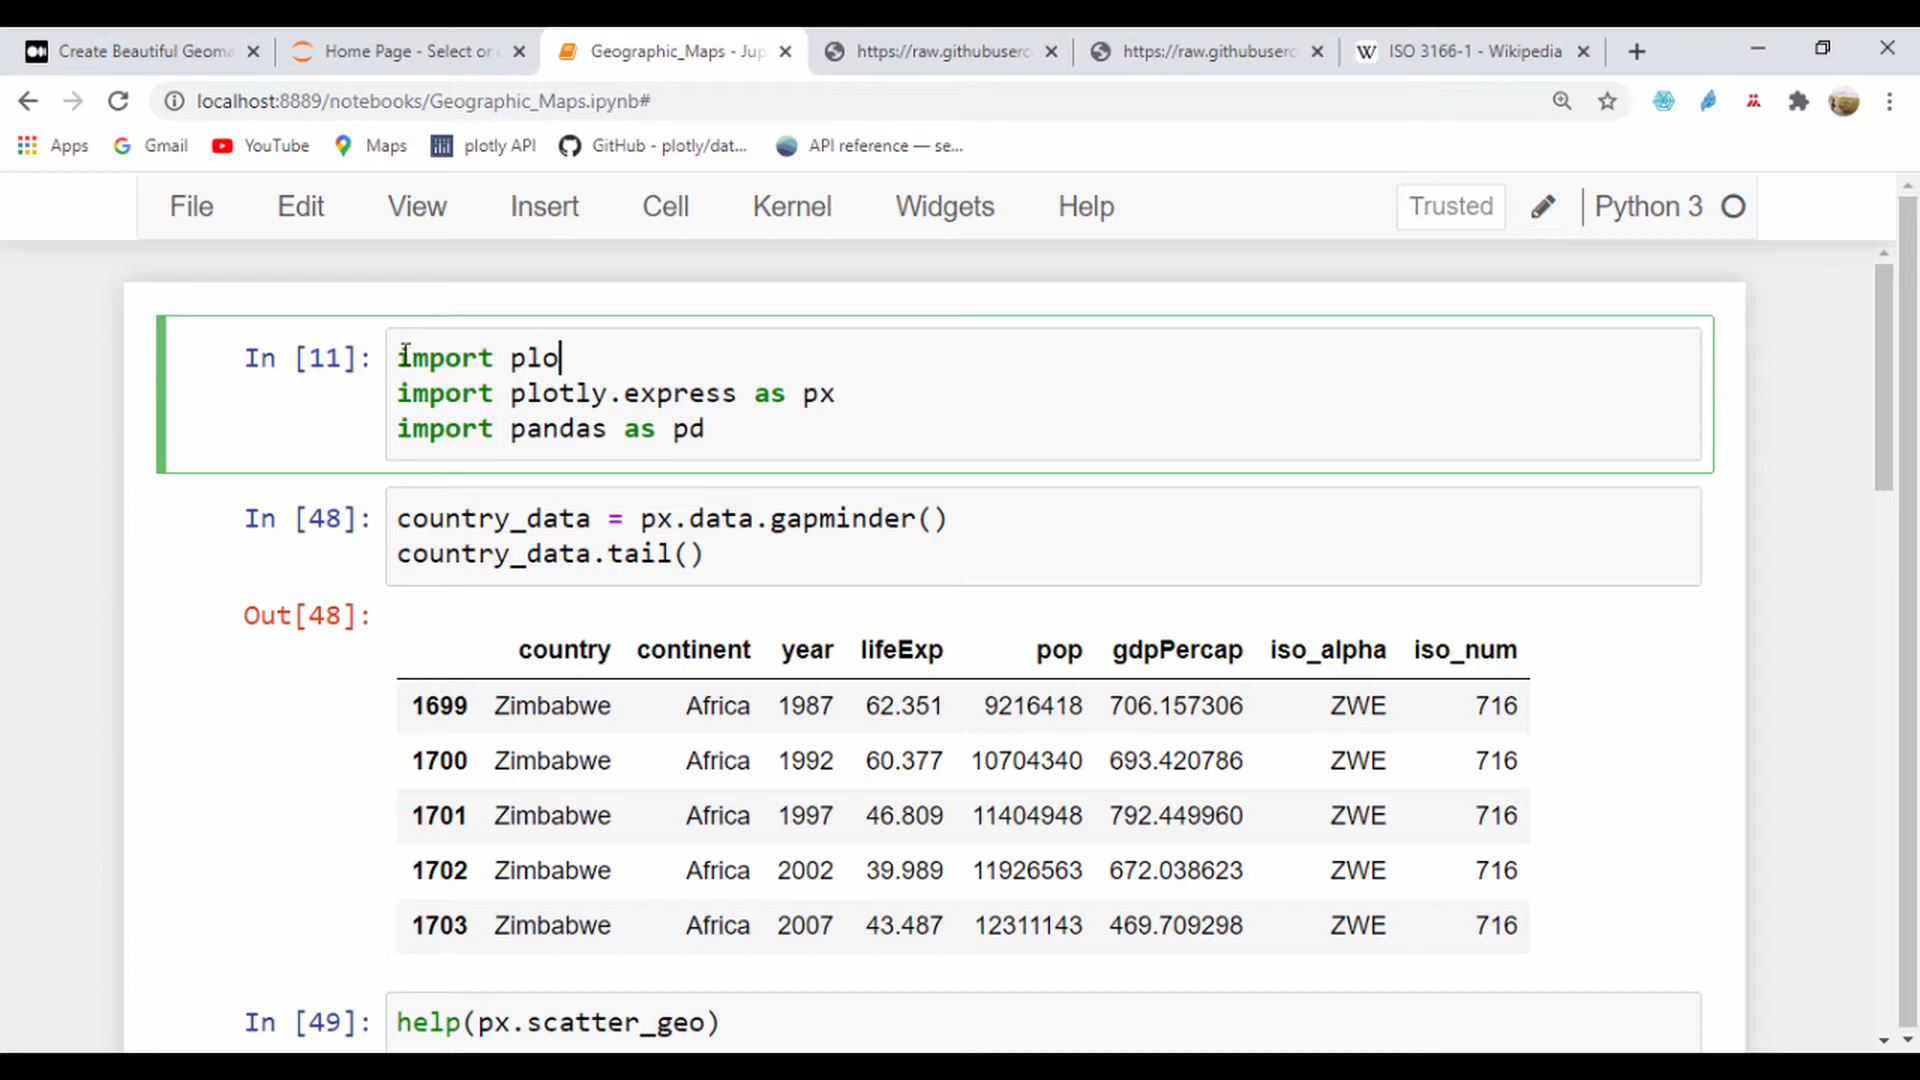 Create Beautiful Geoma
Home Page - Select or
Geographic_Maps - Jup
https://raw.githubuserc
https://raw.githubuserc
ISO 3166-1 - Wikipedia
localhost:8889/notebooks/Geographic_Maps.ipynb#
Apps Gmail YouTube Maps plotly API GitHub - plotly/dat... API reference — se...
File Edit View Insert Cell Kernel Widgets Help Trusted Python 3
In [11]: import plo
import plotly.express as px
import pandas as pd
In [48]: country_data = px.data.gapminder()
country_data.tail()
Out[48]:
country continent year lifeExp pop gdpPercap iso_alpha iso_num
1699 Zimbabwe Africa 1987 62.351 9216418 706.157306 ZWE 716
1700 Zimbabwe Africa 1992 60.377 10704340 693.420786 ZWE 716
1701 Zimbabwe Africa 1997 46.809 11404948 792.449960 ZWE 716
1702 Zimbabwe Africa 2002 39.989 11926563 672.038623 ZWE 716
1703 Zimbabwe Africa 2007 43.487 12311143 469.709298 ZWE 716
In [49]: help(px.scatter_geo)